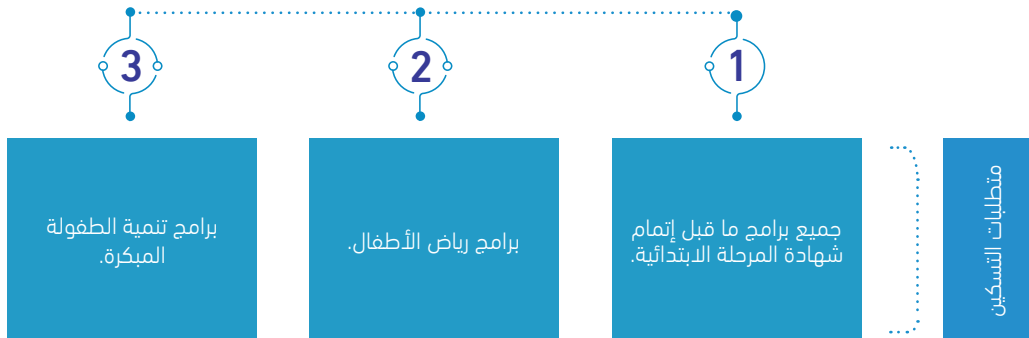 متطلبات التسكين
1
جميع برامج ما قبل إتمام
شهادة المرحلة الابتدائية.
2
برامج رياض الأطفال.
3
برامج تنمية الطفولة
المبكرة.